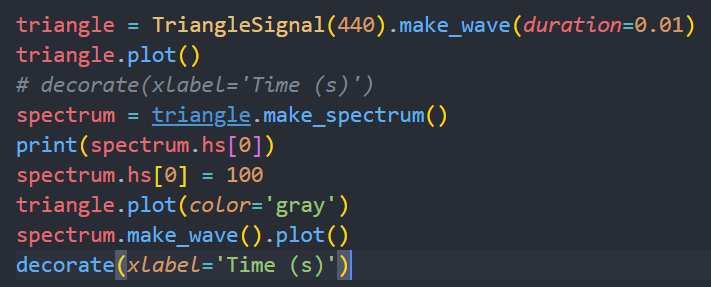 triangle = TriangleSignal(440).make_wave(duration=0.01)
triangle.plot()
# decorate(xlabel='Time (s)')
spectrum = triangle.make_spectrum()
print(spectrum.hs[0])
spectrum.hs[0] = 100
triangle.plot(color='gray')
spectrum.make_wave().plot()
decorate(xlabel='Time (s)')